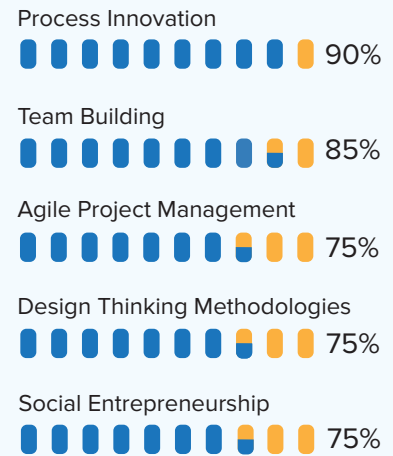 Process Innovation
90%
Team Building
85%
Agile Project Management
75%
Design Thinking Methodologies
75%
Social Entrepreneurship
75%